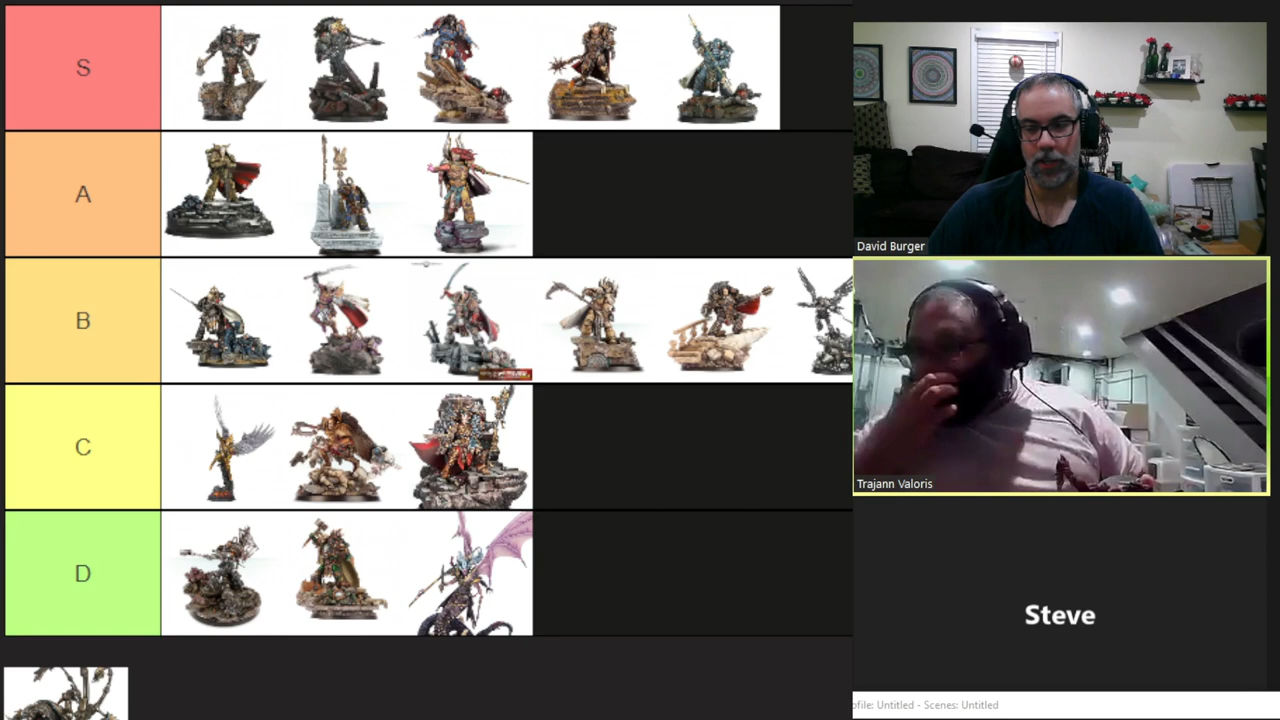 S
A
B
C
D
David Burger
Trajann Valoris
Steve
ofile: Untitled - Scenes: Untitled